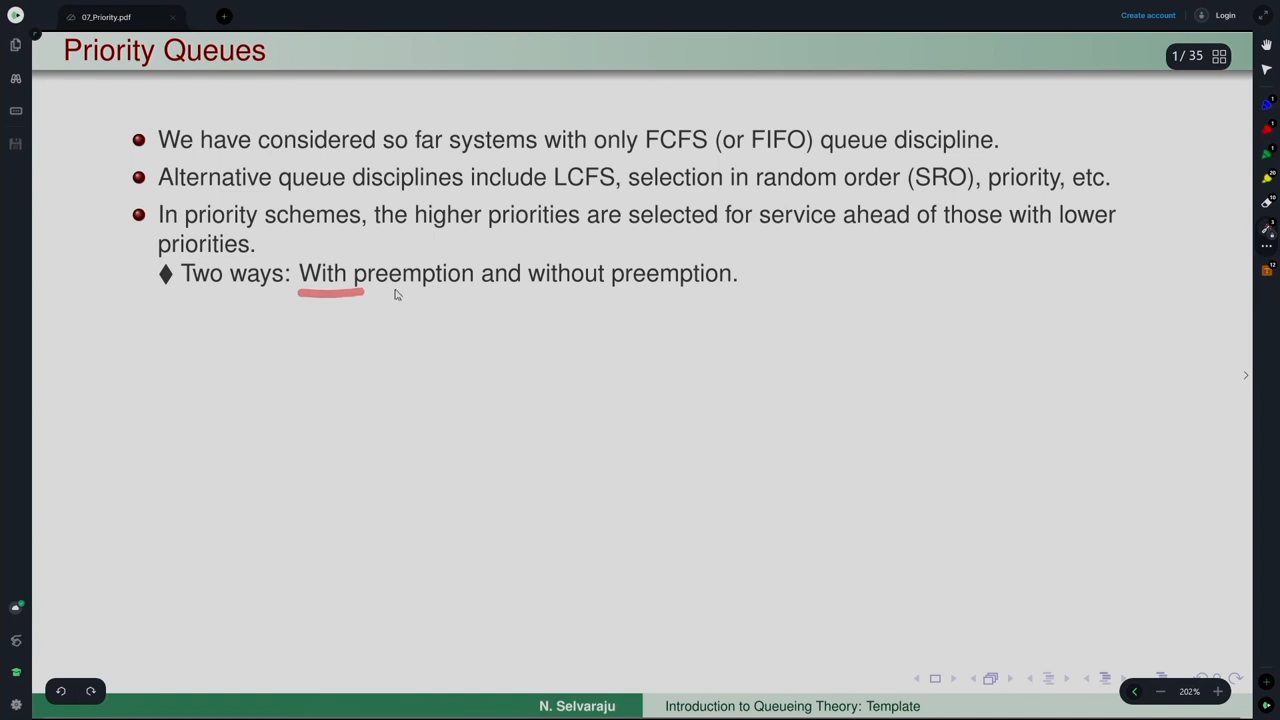 07_Priority.pdf
Create account
Login
Priority Queues
1 / 35
We have considered so far systems with only FCFS (or FIFO) queue discipline.
Alternative queue disciplines include LCFS, selection in random order (SRO), priority, etc.
In priority schemes, the higher priorities are selected for service ahead of those with lower
priorities.
Two ways: With preemption and without preemption.
202%
N. Selvaraju
Introduction to Queueing Theory: Template